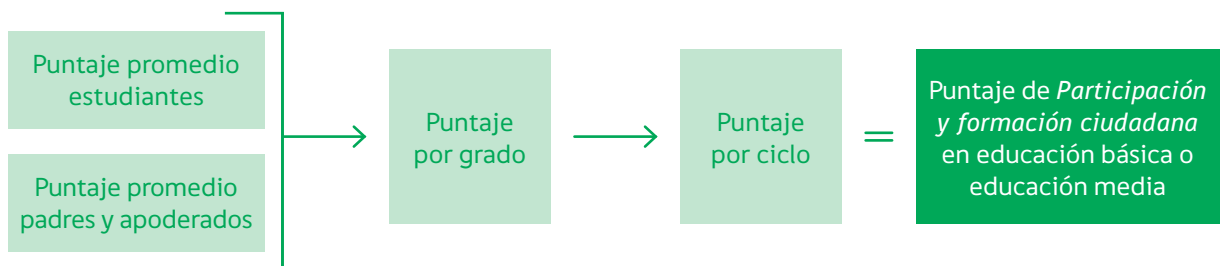 Puntaje promedio
estudiantes
Puntaje promedio
padres y apoderados
Puntaje
por grado
Puntaje
por ciclo
=
Puntaje de Participación
y formación ciudadana
en educación básica o
educación media